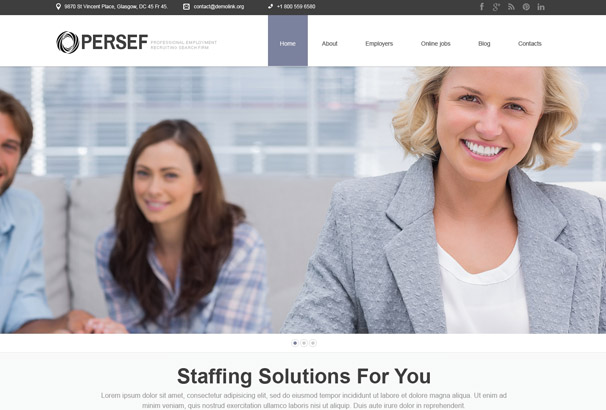 9870 St Vincent Place, Glasgow, DC 45 Fr 45.
contact@demolink.org
+1 800 559 6580
PERSEF
PROFESSIONAL EMPLOYMENT
RECRUITING SEARCH FIRM
Home
About
Employers
Online jobs
Blog
Contacts
Staffing Solutions For You
Lorem ipsum dolor sit amet, consectetur adipisicing elit, sed do eiusmod tempor incididunt ut labore et dolore magna aliqua. Ut enim ad
minim veniam, quis nostrud exercitation ullamco laboris nisi ut aliquip. Duis aute irure dolor in reprehenderit.